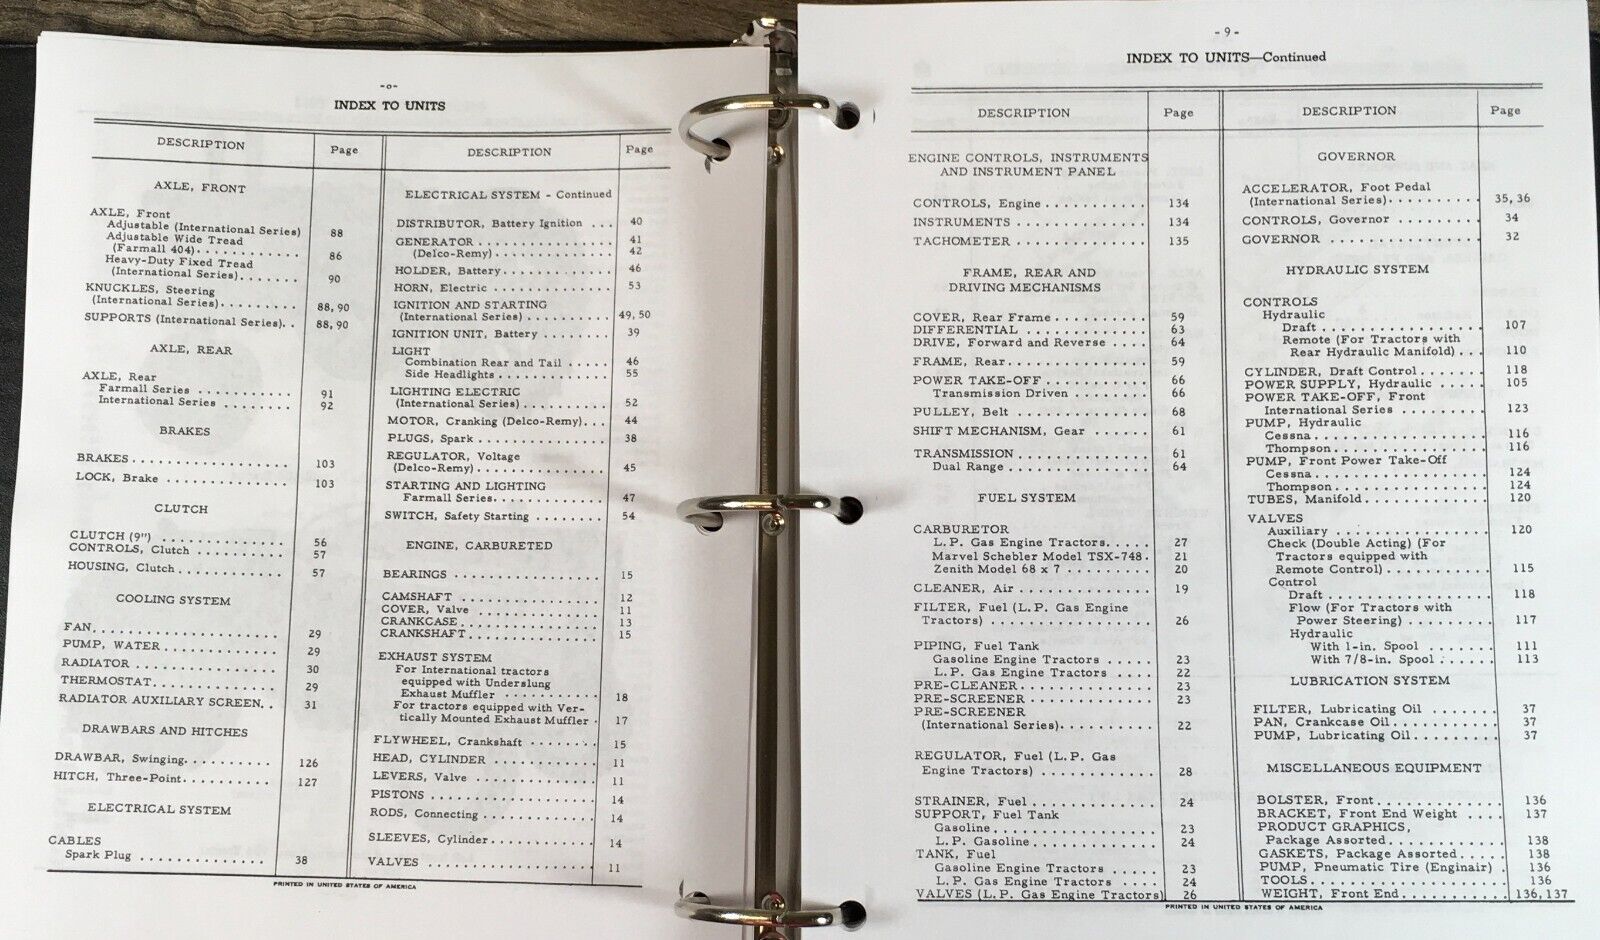 -o-
INDEX TO UNITS
DESCRIPTION Page
AXLE, FRONT
AXLE, Front
Adjustable (International Series) 88
Adjustable Wide Tread
(Farmall 404). . . . . . . . . . . 86
Heavy-Duty Fixed Tread
(International Series). . . . . . . 90
KNUCKLES, Steering
(International Series). . . . . . . . . 88, 90
SUPPORTS (International Series). . 88, 90
AXLE, REAR
AXLE, Rear
Farmall Series . . . . . . . . . . . 91
International Series . . . . . . . . 92
BRAKES
BRAKES. . . . . . . . . . . . . . . . . . 103
LOCK, Brake . . . . . . . . . . . . . . 103
CLUTCH
CLUTCH (9") . . . . . . . . . . . . . . 56
CONTROLS, Clutch . . . . . . . . . . 57
HOUSING, Clutch. . . . . . . . . . . . 57
COOLING SYSTEM
FAN. . . . . . . . . . . . . . . . . . . . . 29
PUMP, WATER . . . . . . . . . . . . . 29
RADIATOR . . . . . . . . . . . . . . . . 30
THERMOSTAT. . . . . . . . . . . . . . 29
RADIATOR AUXILIARY SCREEN. . 31
DRAWBARS AND HITCHES
DRAWBAR, Swinging. . . . . . . . . . 126
HITCH, Three-Point. . . . . . . . . . 127
ELECTRICAL SYSTEM
CABLES
Spark Plug . . . . . . . . . . . . . . 38
DESCRIPTION Page
ELECTRICAL SYSTEM - Continued
DISTRIBUTOR, Battery Ignition . . . 40
GENERATOR . . . . . . . . . . . . . . . 41
(Delco-Remy) . . . . . . . . . . . . . 42
HOLDER, Battery. . . . . . . . . . . . 46
HORN, Electric . . . . . . . . . . . . . 53
IGNITION AND STARTING
(International Series) . . . . . . . . . 49, 50
IGNITION UNIT, Battery . . . . . . . 39
LIGHT
Combination Rear and Tail . . . . 46
Side Headlights. . . . . . . . . . . . 55
LIGHTING ELECTRIC
(International Series). . . . . . . . . 52
MOTOR, Cranking (Delco-Remy). . . 44
PLUGS, Spark . . . . . . . . . . . . . . 38
REGULATOR, Voltage
(Delco-Remy) . . . . . . . . . . . . . . 45
STARTING AND LIGHTING
Farmall Series. . . . . . . . . . . . 47
SWITCH, Safety Starting . . . . . . . . 54
ENGINE, CARBURETED
BEARINGS . . . . . . . . . . . . . . . . 15
CAMSHAFT . . . . . . . . . . . . . . . . 12
COVER, Valve . . . . . . . . . . . . . 11
CRANKCASE. . . . . . . . . . . . . . . 13
CRANKSHAFT. . . . . . . . . . . . . . 15
EXHAUST SYSTEM
For International tractors
equipped with Underslung
Exhaust Muffler . . . . . . . . . . 18
For tractors equipped with Ver-
tically Mounted Exhaust Muffler . 17
FLYWHEEL, Crankshaft . . . . . . . 15
HEAD, CYLINDER . . . . . . . . . . . 11
LEVERS, Valve . . . . . . . . . . . . . 11
PISTONS . . . . . . . . . . . . . . . . . . 14
RODS, Connecting . . . . . . . . . . . . 14
SLEEVES, Cylinder. . . . . . . . . . . 14
VALVES . . . . . . . . . . . . . . . . . . 11
PRINTED IN UNITED STATES OF AMERICA
- 9 -
INDEX TO UNITS—Continued
DESCRIPTION Page
ENGINE CONTROLS, INSTRUMENTS
AND INSTRUMENT PANEL
CONTROLS, Engine . . . . . . . . . . . 134
INSTRUMENTS . . . . . . . . . . . . . . 134
TACHOMETER . . . . . . . . . . . . . . 135
FRAME, REAR AND
DRIVING MECHANISMS
COVER, Rear Frame . . . . . . . . . . 59
DIFFERENTIAL . . . . . . . . . . . . . 63
DRIVE, Forward and Reverse . . . . 64
FRAME, Rear. . . . . . . . . . . . . . . 59
POWER TAKE-OFF . . . . . . . . . . . 66
Transmission Driven . . . . . . . . 66
PULLEY, Belt . . . . . . . . . . . . . . 68
SHIFT MECHANISM, Gear . . . . . . 61
TRANSMISSION . . . . . . . . . . . . . . 61
Dual Range . . . . . . . . . . . . . . . 64
FUEL SYSTEM
CARBURETOR
L.P. Gas Engine Tractors. . . . . 27
Marvel Schebler Model TSX-748. 21
Zenith Model 68 x 7 . . . . . . . . . 20
CLEANER, Air . . . . . . . . . . . . . . 19
FILTER, Fuel (L.P. Gas Engine
Tractors) . . . . . . . . . . . . . . . . . 26
PIPING, Fuel Tank
Gasoline Engine Tractors . . . . . 23
L.P. Gas Engine Tractors . . . . 22
PRE-CLEANER. . . . . . . . . . . . . . 23
PRE-SCREENER . . . . . . . . . . . . . 23
PRE-SCREENER
(International Series). . . . . . . . . . 22
REGULATOR, Fuel (L.P. Gas
Engine Tractors) . . . . . . . . . . . . 28
STRAINER, Fuel . . . . . . . . . . . . . 24
SUPPORT, Fuel Tank
Gasoline. . . . . . . . . . . . . . . . . 23
L.P. Gasoline. . . . . . . . . . . . . 24
TANK, Fuel
Gasoline Engine Tractors . . . . . 23
L.P. Gas Engine Tractors . . . . 24
VALVES (L.P. Gas Engine Tractors) 26
DESCRIPTION Page
GOVERNOR
ACCELERATOR, Foot Pedal
(International Series). . . . . . . . . . 35, 36
CONTROLS, Governor . . . . . . . . . 34
GOVERNOR . . . . . . . . . . . . . . . . 32
HYDRAULIC SYSTEM
CONTROLS
Hydraulic
Draft . . . . . . . . . . . . . . . . . 107
Remote (For Tractors with
Rear Hydraulic Manifold) . . . 110
CYLINDER, Draft Control. . . . . . . 118
POWER SUPPLY, Hydraulic . . . . . 105
POWER TAKE-OFF, Front
International Series . . . . . . . . . 123
PUMP, Hydraulic
Cessna. . . . . . . . . . . . . . . . . . 116
Thompson. . . . . . . . . . . . . . . . 116
PUMP, Front Power Take-Off
Cessna. . . . . . . . . . . . . . . . . . 124
Thompson. . . . . . . . . . . . . . . . 124
TUBES, Manifold. . . . . . . . . . . . . 120
VALVES
Auxiliary . . . . . . . . . . . . . . . . 120
Check (Double Acting) (For
Tractors equipped with
Remote Control) . . . . . . . . . . . 115
Control
Draft . . . . . . . . . . . . . . . . . . 118
Flow (For Tractors with
Power Steering) . . . . . . . . . 117
Hydraulic
With 1-in. Spool . . . . . . . 111
With 7/8-in. Spool . . . . . . 113
LUBRICATION SYSTEM
FILTER, Lubricating Oil . . . . . . . 37
PAN, Crankcase Oil . . . . . . . . . . . 37
PUMP, Lubricating Oil. . . . . . . . . 37
MISCELLANEOUS EQUIPMENT
BOLSTER, Front. . . . . . . . . . . . . 136
BRACKET, Front End Weight . . . . 137
PRODUCT GRAPHICS,
Package Assorted. . . . . . . . . . . . 138
GASKETS, Package Assorted. . . . . 138
PUMP, Pneumatic Tire (Enginair) . 136
TOOLS. . . . . . . . . . . . . . . . . . . . 136
WEIGHT, Front End. . . . . . . . . . . 136, 137
PRINTED IN UNITED STATES OF AMERICA